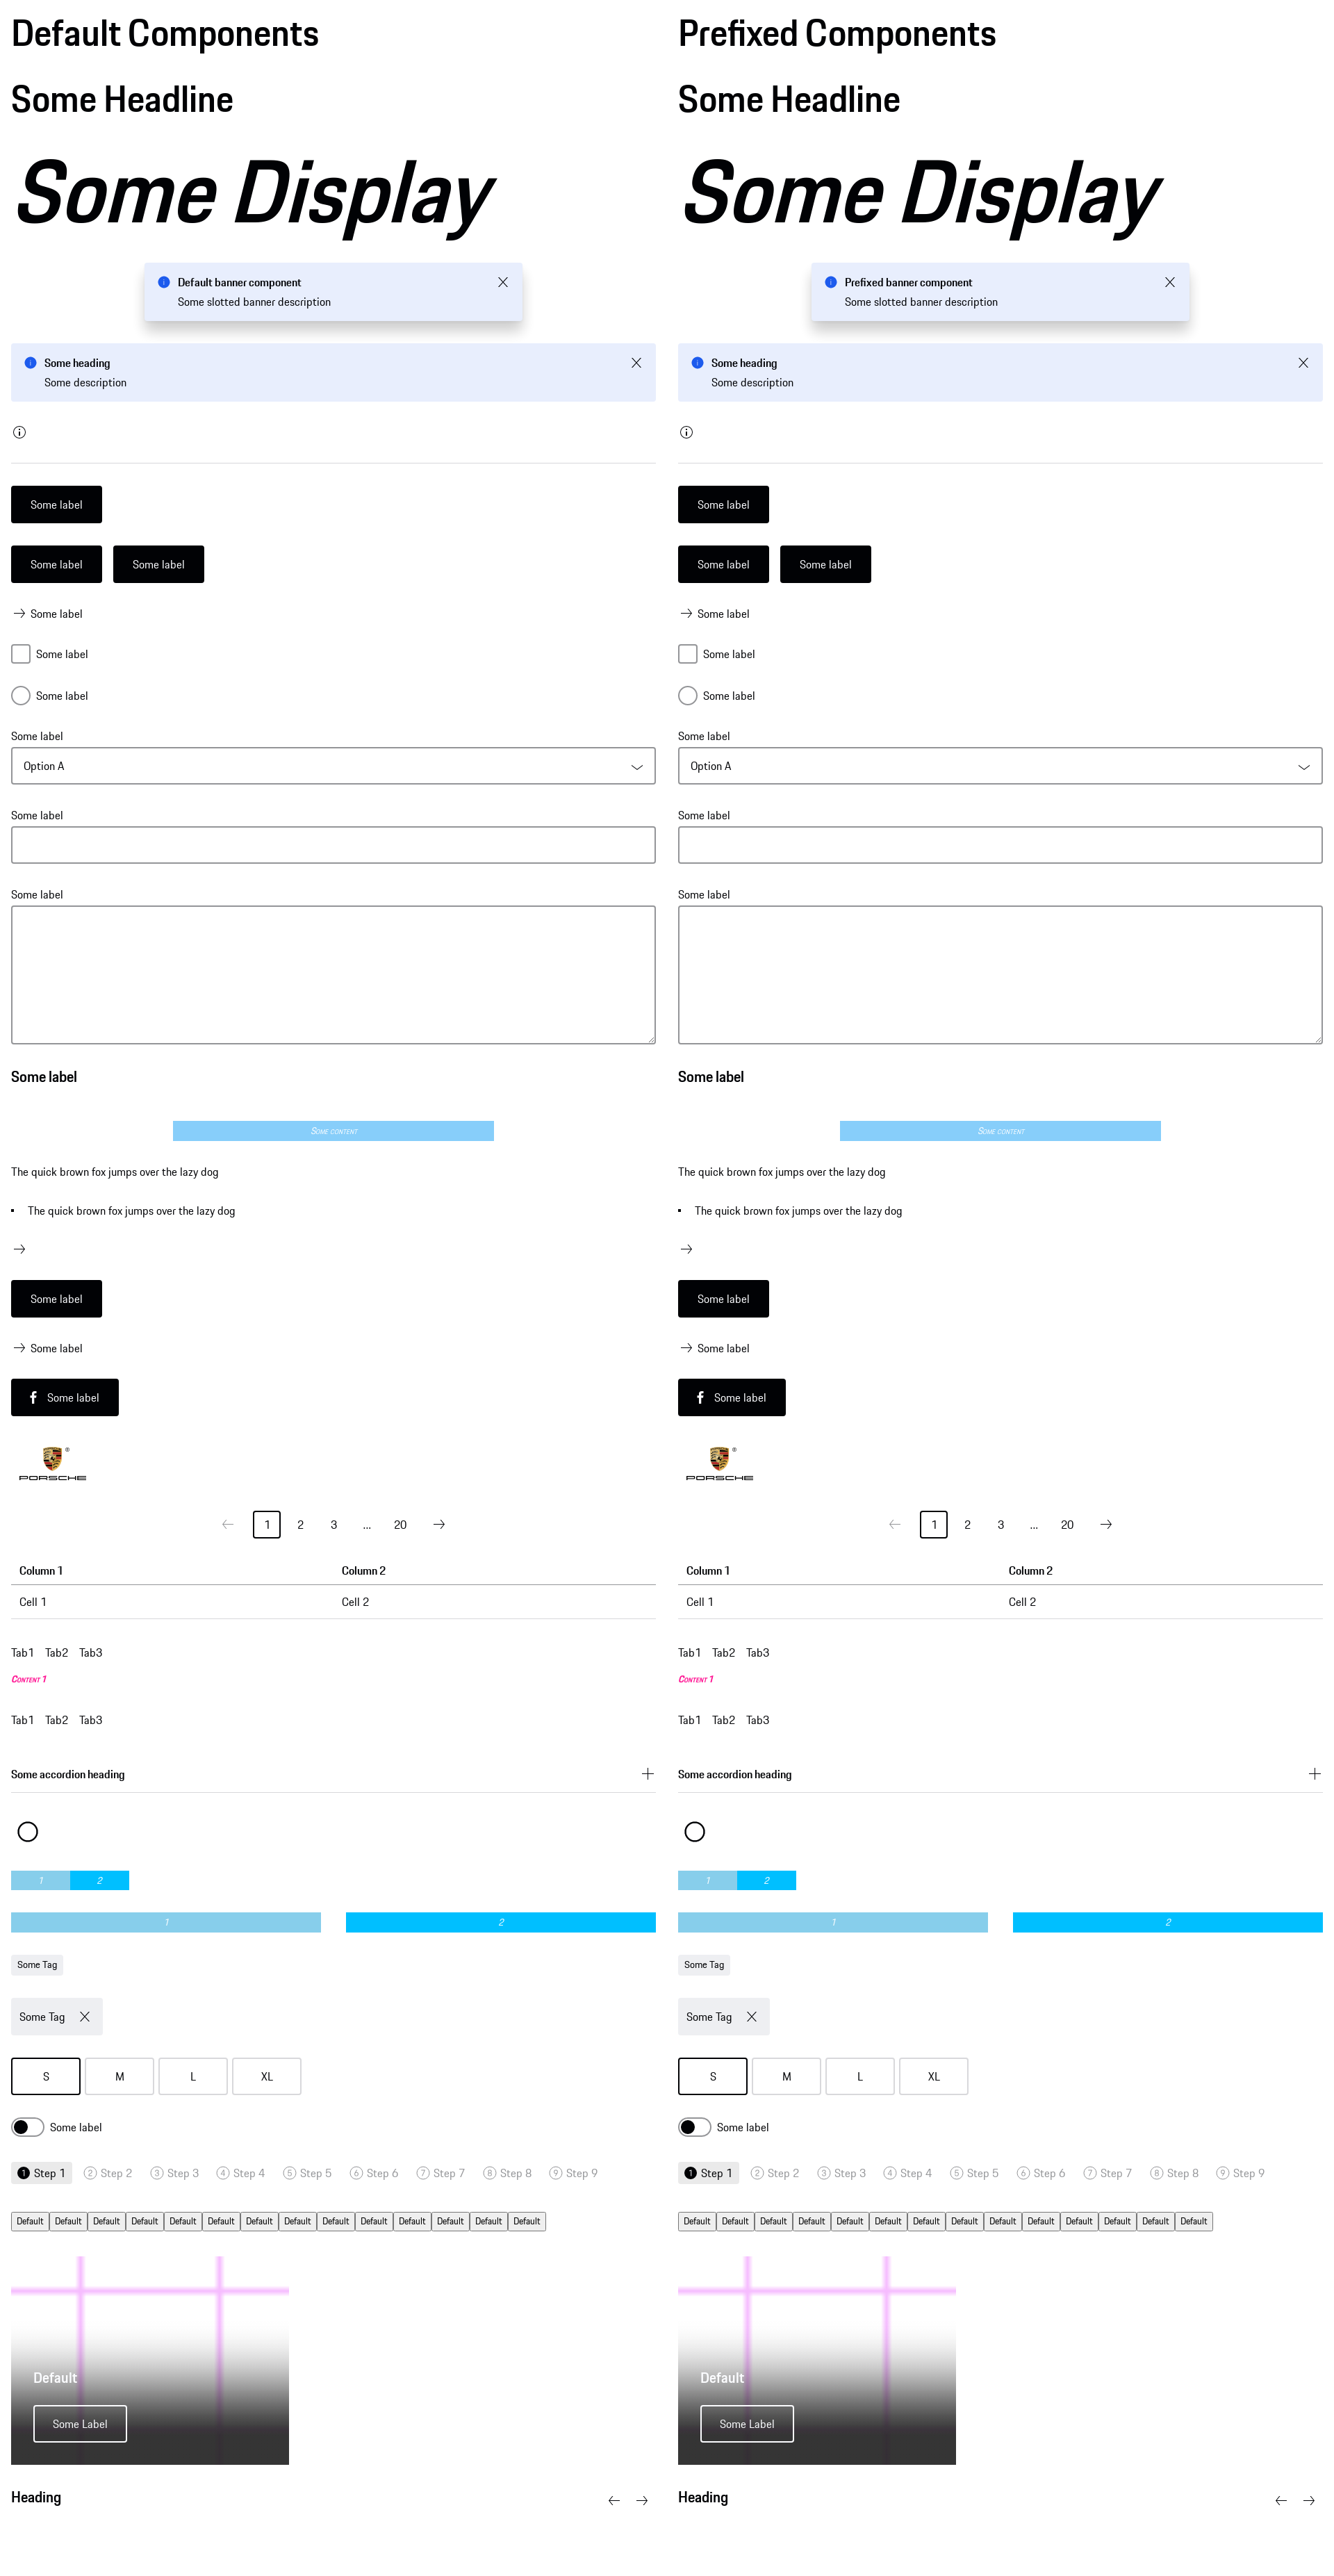 Default Components
Some Headline
Some Display
Default banner component
Some slotted banner description
Some heading
Some description
Some label
Some label Some label
Some label
Some label
Some label
Some label
Option A
Some label
Some label
Some label
Some content
The quick brown fox jumps over the lazy dog
The quick brown fox jumps over the lazy dog
Some label
Some label
Some label
PORSCHE
1 2 3 ... 20
Column 1 Column 2
Cell 1 Cell 2
Tab1 Tab2 Tab3
Content 1
Tab1 Tab2 Tab3
Some accordion heading
1 2
1 2
Some Tag
Some Tag
S M L XL
Some label
1 Step 1 2 Step 2 3 Step 3 4 Step 4 5 Step 5 6 Step 6 7 Step 7 8 Step 8 9 Step 9
Default Default Default Default Default Default Default Default Default Default Default Default Default Default
Default
Some Label
Heading
Prefixed Components
Some Headline
Some Display
Prefixed banner component
Some slotted banner description
Some heading
Some description
Some label
Some label Some label
Some label
Some label
Some label
Some label
Option A
Some label
Some label
Some label
Some content
The quick brown fox jumps over the lazy dog
The quick brown fox jumps over the lazy dog
Some label
Some label
Some label
PORSCHE
1 2 3 ... 20
Column 1 Column 2
Cell 1 Cell 2
Tab1 Tab2 Tab3
Content 1
Tab1 Tab2 Tab3
Some accordion heading
1 2
1 2
Some Tag
Some Tag
S M L XL
Some label
1 Step 1 2 Step 2 3 Step 3 4 Step 4 5 Step 5 6 Step 6 7 Step 7 8 Step 8 9 Step 9
Default Default Default Default Default Default Default Default Default Default Default Default Default Default
Default
Some Label
Heading